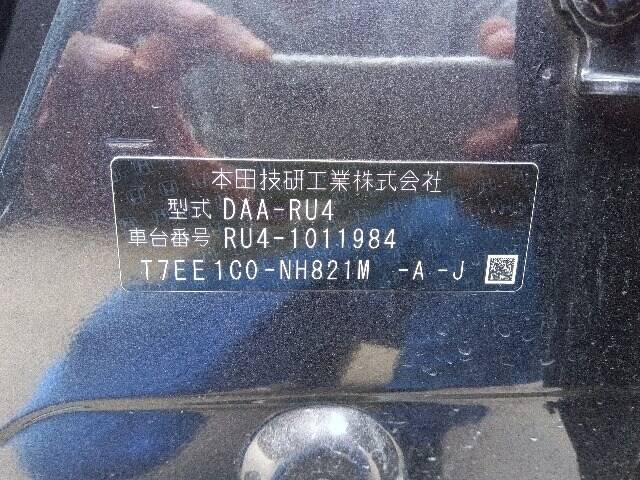 本田技研工業株式会社
型式 DAA-RU4
車台番号 RU4-1011984
T7EE1C0-NH821M -A-J